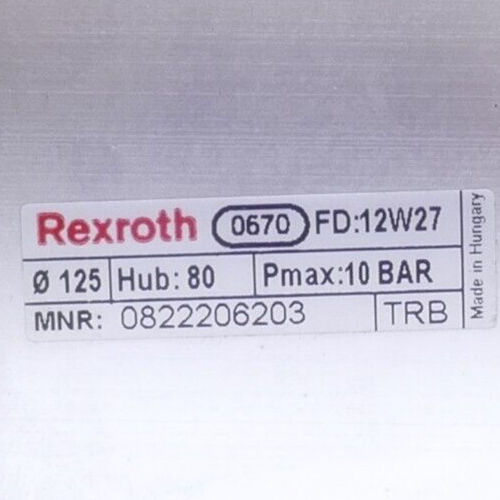 Rexroth 0670 FD:12W27
Ø 125 Hub: 80 Pmax:10 BAR
MNR: 0822206203 TRB
Made in Hungary